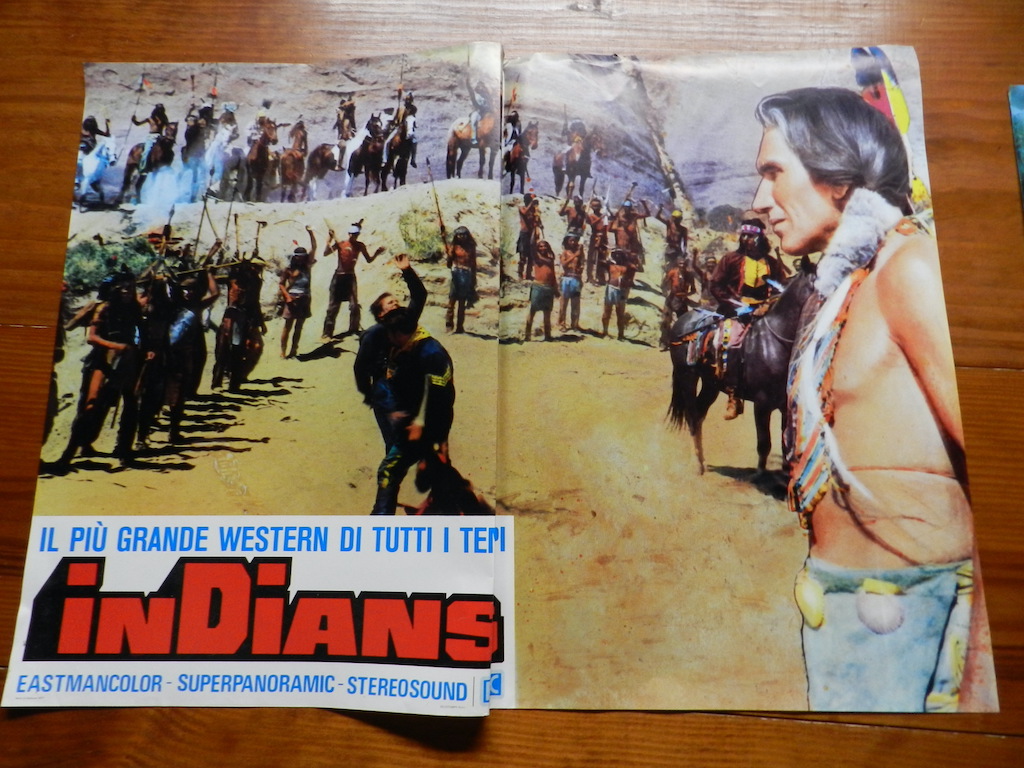 IL PIÙ GRANDE WESTERN DI TUTTI I TEM
inDiANS
EASTMANCOLOR - SUPERPANORAMIC - STEREOSOUND